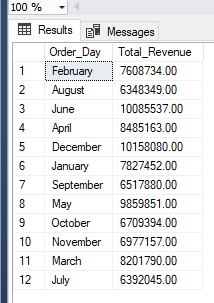 100 %
Results Messages
Order_Day Total_Revenue
1 February 7608734.00
2 August 6348349.00
3 June 10085537.00
4 April 8485163.00
5 December 10158080.00
6 January 7827452.00
7 September 6517880.00
8 May 9859851.00
9 October 6709394.00
10 November 6977157.00
11 March 8201790.00
12 July 6392045.00